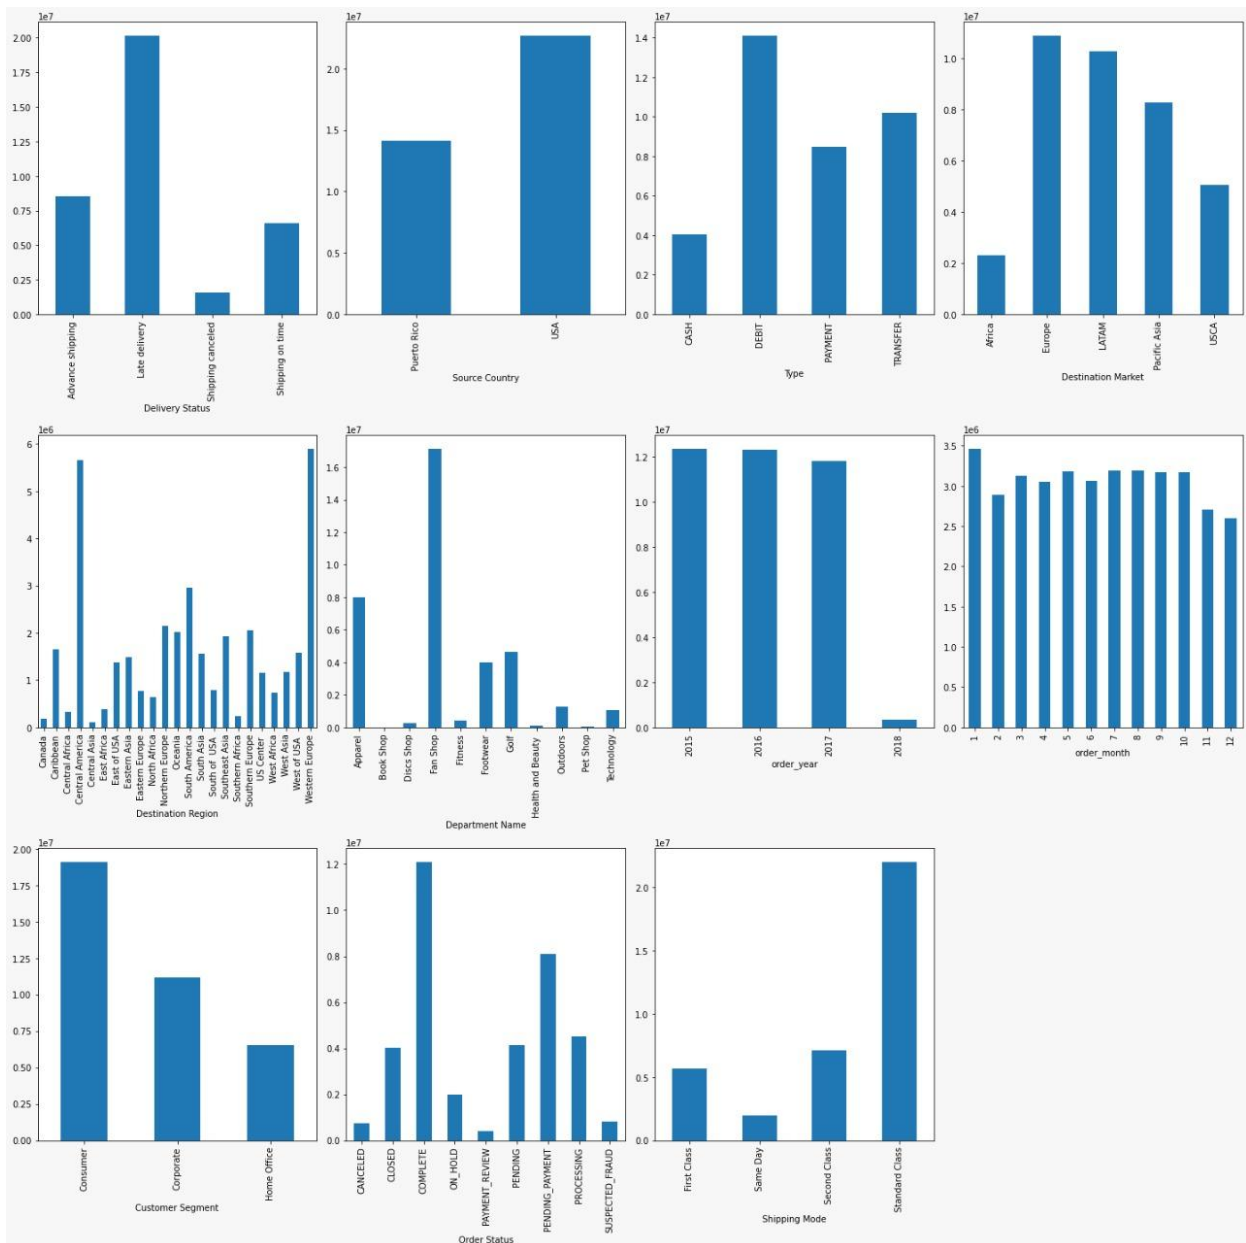 1e7
2.00
1.75
1.50
1.25
1.00
0.75
0.50
0.25
0.00
Advance shipping
Late delivery
Shipping canceled
Shipping on time
Delivery Status
1e7
2.0
1.5
1.0
0.5
0.0
Puerto Rico
USA
Source Country
1e7
1.4
1.2
1.0
0.8
0.6
0.4
0.2
0.0
CASH
DEBIT
PAYMENT
TRANSFER
Type
1e7
1.0
0.8
0.6
0.4
0.2
0.0
Africa
Europe
LATAM
Pacific Asia
USCA
Destination Market
1e6
6
5
4
3
2
1
0
Canada
Caribbean
Central Africa
Central America
Central Asia
East Africa
East of USA
Eastern Asia
Eastern Europe
North Africa
Northern Europe
Oceania
South America
South Asia
South of  USA
Southeast Asia
Southern Africa
Southern Europe
US Center
West Africa
West Asia
West of USA
Western Europe
Destination Region
1e7
1.6
1.4
1.2
1.0
0.8
0.6
0.4
0.2
0.0
Apparel
Book Shop
Discs Shop
Fan Shop
Fitness
Footwear
Golf
Health and Beauty
Outdoors
Pet Shop
Technology
Department Name
1e7
1.2
1.0
0.8
0.6
0.4
0.2
0.0
2015
2016
2017
2018
order_year
1e6
3.5
3.0
2.5
2.0
1.5
1.0
0.5
0.0
1
2
3
4
5
6
7
8
9
10
11
12
order_month
1e7
2.00
1.75
1.50
1.25
1.00
0.75
0.50
0.25
0.00
Consumer
Corporate
Home Office
Customer Segment
1e7
1.2
1.0
0.8
0.6
0.4
0.2
0.0
CANCELED
CLOSED
COMPLETE
ON_HOLD
PAYMENT_REVIEW
PENDING
PENDING_PAYMENT
PROCESSING
SUSPECTED_FRAUD
Order Status
1e7
2.0
1.5
1.0
0.5
0.0
First Class
Same Day
Second Class
Standard Class
Shipping Mode